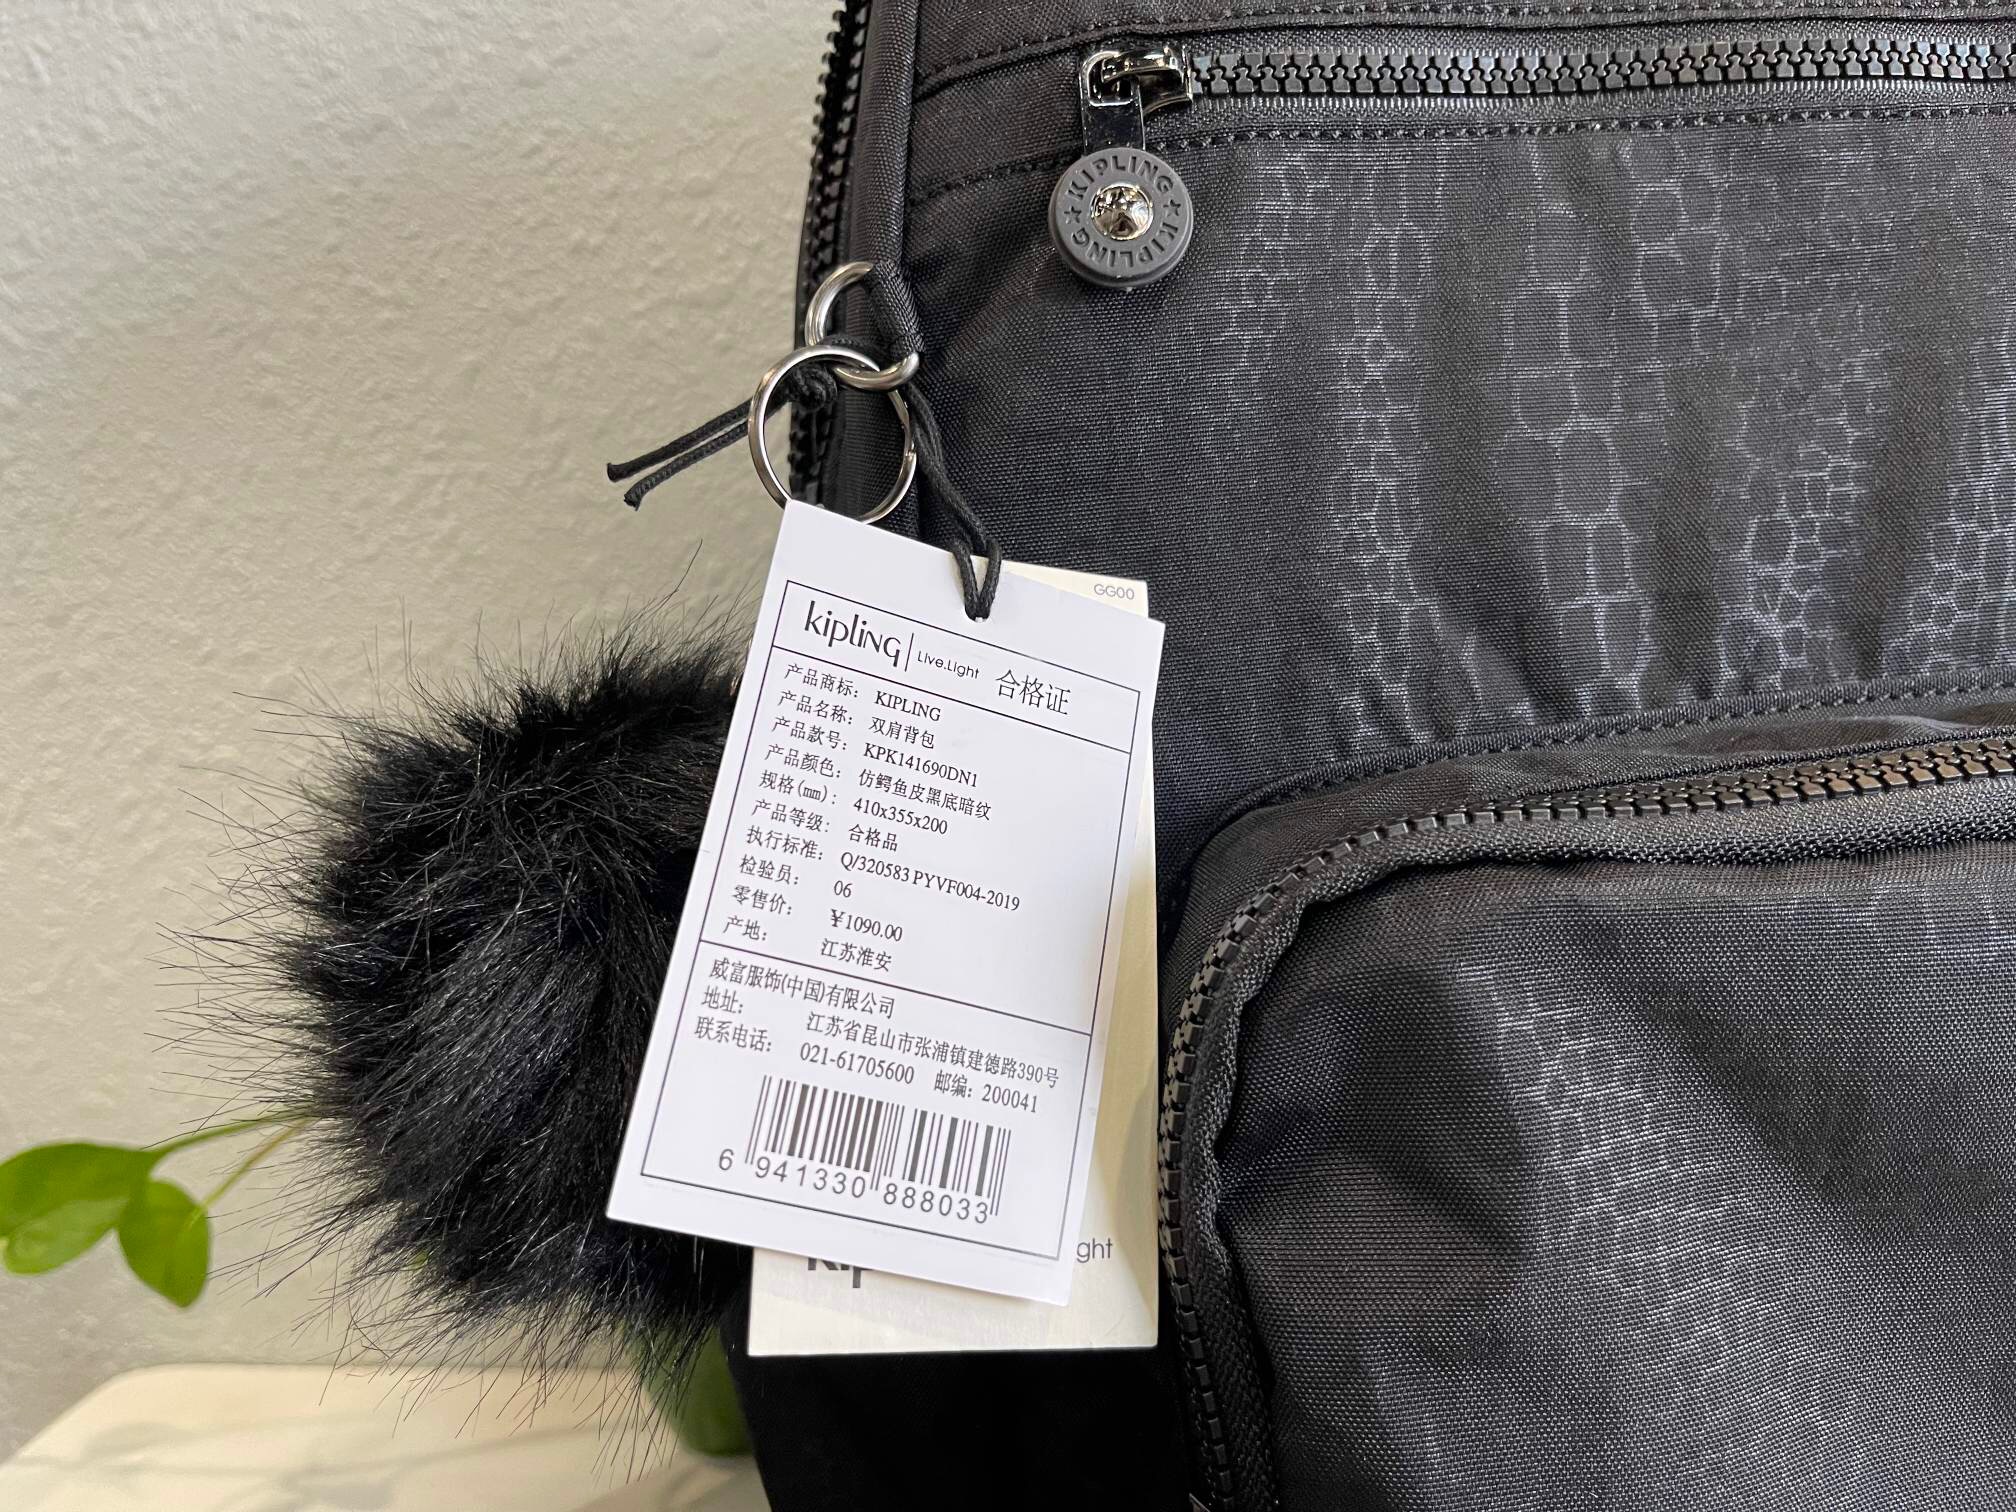 KIPLING ★ KIPLING ★
GG00
kipling Live.Light 合格证
产品商标: KIPLING
产品名称: 双肩背包
产品款号: KPK141690DN1
产品颜色: 仿鳄鱼皮黑底暗纹
规格(mm): 410x355x200
产品等级: 合格品
执行标准: Q/320583 PYVF004-2019
检验员: 06
零售价: ¥1090.00
产地: 江苏淮安
威富服饰(中国)有限公司
地址: 江苏省昆山市张浦镇建德路390号
联系电话: 021-61705600 邮编: 200041
6 941330 888033